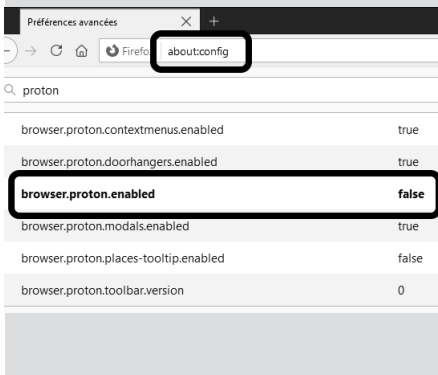 Préférences avancées
Firefo about:config
proton
browser.proton.contextmenus.enabled true
browser.proton.doorhangers.enabled true
browser.proton.enabled false
browser.proton.modals.enabled true
browser.proton.places-tooltip.enabled false
browser.proton.toolbar.version 0